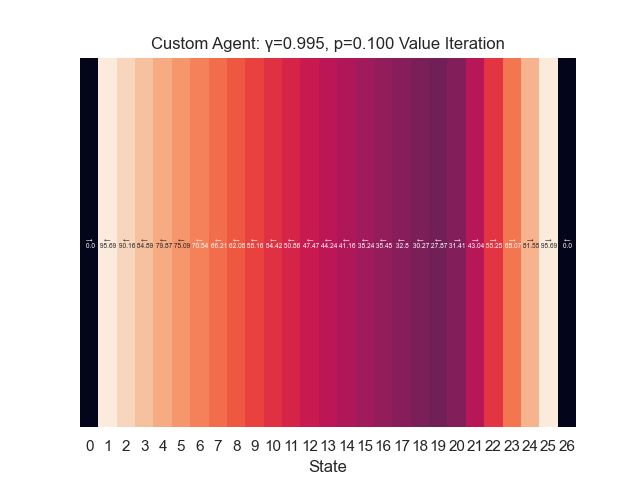 Custom Agent: γ=0.995, p=0.100 Value Iteration
← ← ← ← ← ← ← ← ← ← ← ← ← ← ← ← ← ← ←
0.0 95.69 90.16 84.89 79.87 75.09 70.54 66.21 62.08 58.16 54.42 50.86 47.47 44.24 41.16 38.24 35.45 32.8 30.27 27.87 31.41 43.04 55.25 68.07 81.55 95.69 0.0
0 1 2 3 4 5 6 7 8 9 10 11 12 13 14 15 16 17 18 19 20 21 22 23 24 25 26
State